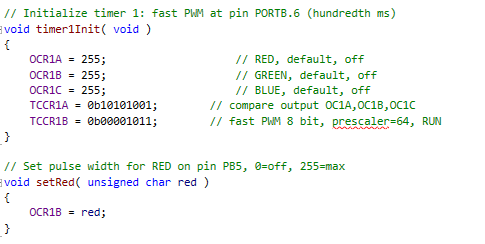 // Initialize timer 1: fast PWM at pin PORTB.6 (hundredth ms)
void timer1Init( void )
{
OCR1A = 255; // RED, default, off
OCR1B = 255; // GREEN, default, off
OCR1C = 255; // BLUE, default, off
TCCR1A = 0b10101001; // compare output OC1A,OC1B,OC1C
TCCR1B = 0b00001011; // fast PWM 8 bit, prescaler=64, RUN
}
// Set pulse width for RED on pin PB5, 0=off, 255=max
void setRed( unsigned char red )
{
OCR1B = red;
}